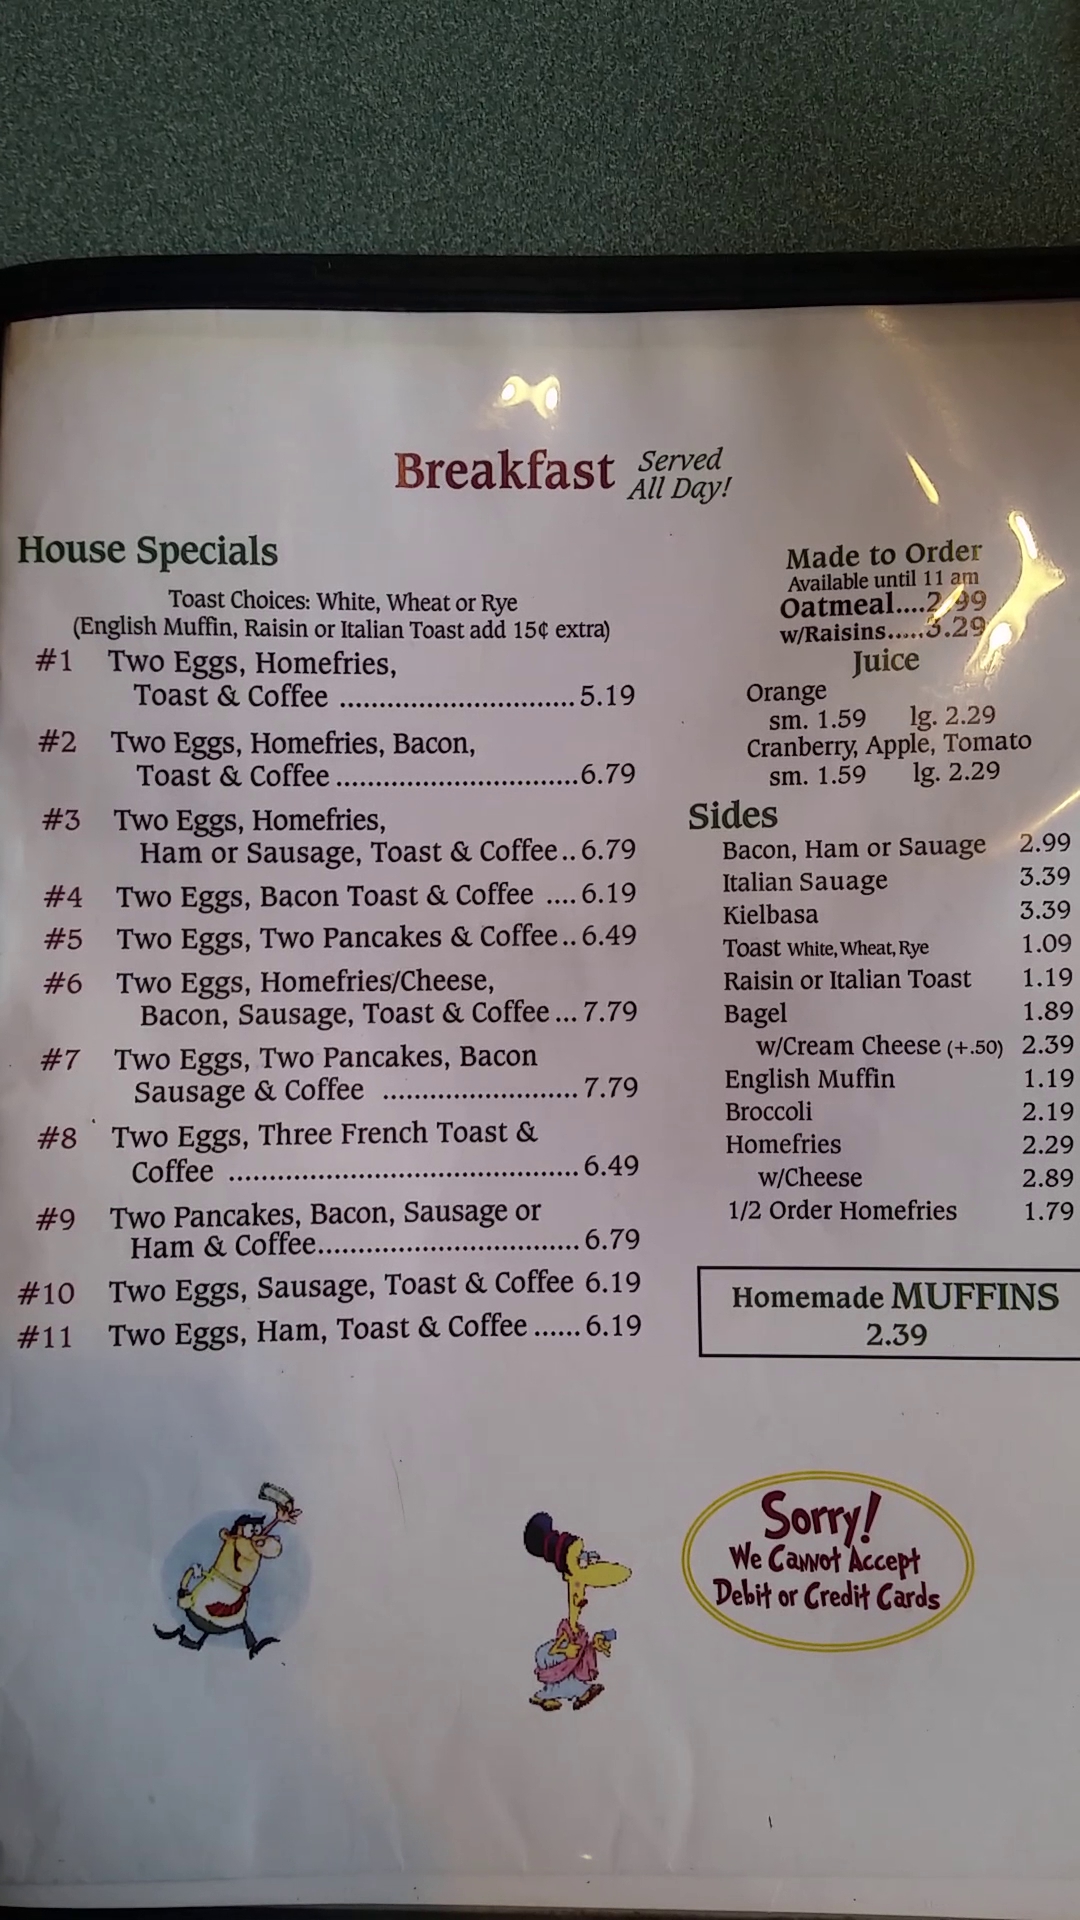 Breakfast Served
All Day!
House Specials
Toast Choices: White, Wheat or Rye
(English Muffin, Raisin or Italian Toast add 15¢ extra)
#1 Two Eggs, Homefries,
Toast & Coffee .............................. 5.19
#2 Two Eggs, Homefries, Bacon,
Toast & Coffee ...............................6.79
#3 Two Eggs, Homefries,
Ham or Sausage, Toast & Coffee.. 6.79
#4 Two Eggs, Bacon Toast & Coffee .... 6.19
#5 Two Eggs, Two Pancakes & Coffee.. 6.49
#6 Two Eggs, Homefries/Cheese,
Bacon, Sausage, Toast & Coffee ... 7.79
#7 Two Eggs, Two Pancakes, Bacon
Sausage & Coffee ......................... 7.79
#8 Two Eggs, Three French Toast &
Coffee ............................................. 6.49
#9 Two Pancakes, Bacon, Sausage or
Ham & Coffee.................................. 6.79
#10 Two Eggs, Sausage, Toast & Coffee 6.19
#11 Two Eggs, Ham, Toast & Coffee ...... 6.19
Made to Order
Available until 11 am
Oatmeal....2.99
w/Raisins.....3.29
Juice
Orange
sm. 1.59 lg. 2.29
Cranberry, Apple, Tomato
sm. 1.59 lg. 2.29
Sides
Bacon, Ham or Sauage 2.99
Italian Sauage 3.39
Kielbasa 3.39
Toast White, Wheat, Rye 1.09
Raisin or Italian Toast 1.19
Bagel 1.89
w/Cream Cheese (+.50) 2.39
English Muffin 1.19
Broccoli 2.19
Homefries 2.29
w/Cheese 2.89
1/2 Order Homefries 1.79
Homemade MUFFINS
2.39
Sorry!
We Cannot Accept
Debit or Credit Cards